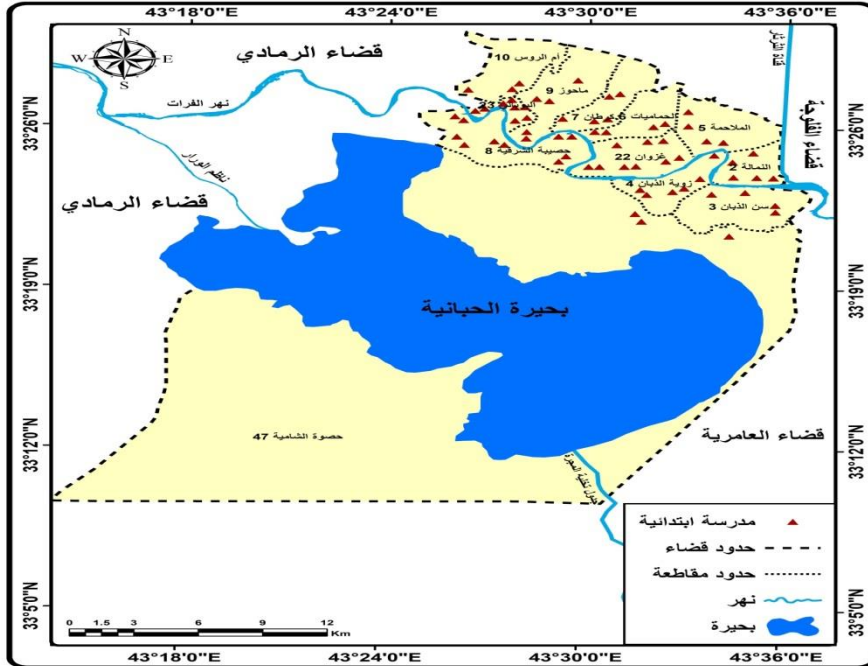 43°18'0"E
43°24'0"E
43°30'0"E
43°36'0"E
N
W
E
S
قضاء الرمادي
أم الروس 10
ماحوز 9
نهر الفرات
33°26'0"N
33°26'0"N
الحماميات 6
7
الملاحمة 5
قضاء الفلوجة
حصيبة الشرقية 8
غزوان 22
النمالة 2
ناظم الورار
زوية الذبان 4
سن الذبان 3
قضاء الرمادي
33°19'0"N
33°19'0"N
بحيرة الحبانية
قضاء العامرية
حصوة الشامية 47
33°12'0"N
33°12'0"N
مدرسة ابتدائية
حدود قضاء
حدود مقاطعة
نهر
بحيرة
33°5'0"N
33°5'0"N
0 1.5 3 6 9 12
Km
43°18'0"E
43°24'0"E
43°30'0"E
43°36'0"E